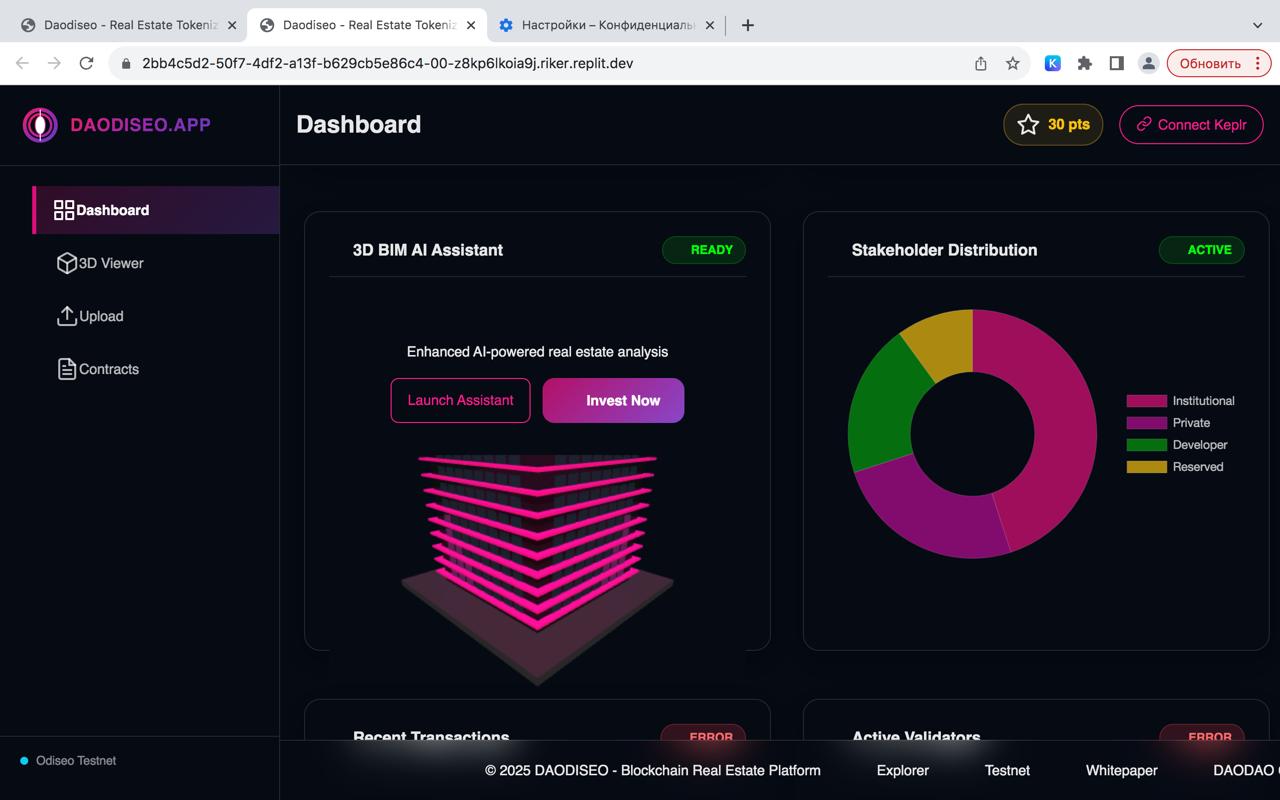 Daodiseo - Real Estate Tokeniz
Daodiseo - Real Estate Tokeniz
Настройки – Конфиденциаль
2bb4c5d2-50f7-4df2-a13f-b629cb5e86c4-00-z8kp6lkoia9j.riker.replit.dev
K
Обновить
DAODISEO.APP
Dashboard
30 pts
Connect Keplr
Dashboard
3D Viewer
Upload
Contracts
3D BIM AI Assistant
READY
Enhanced AI-powered real estate analysis
Launch Assistant
Invest Now
Stakeholder Distribution
ACTIVE
Institutional
Private
Developer
Reserved
Recent Transactions
ERROR
Active Validators
ERROR
Odiseo Testnet
© 2025 DAODISEO - Blockchain Real Estate Platform
Explorer
Testnet
Whitepaper
DAODAO